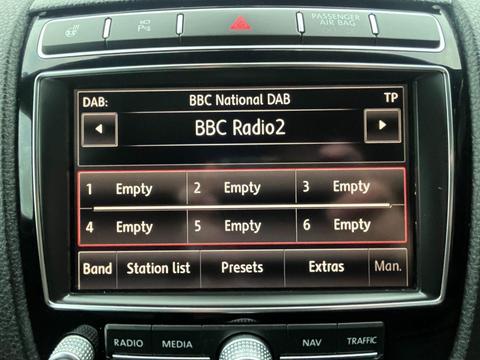 P
PASSENGER
AIR BAG
DAB: BBC National DAB TP
BBC Radio2
1 Empty 2 Empty 3 Empty
4 Empty 5 Empty 6 Empty
Band Station list Presets Extras Man.
RADIO MEDIA NAV TRAFFIC